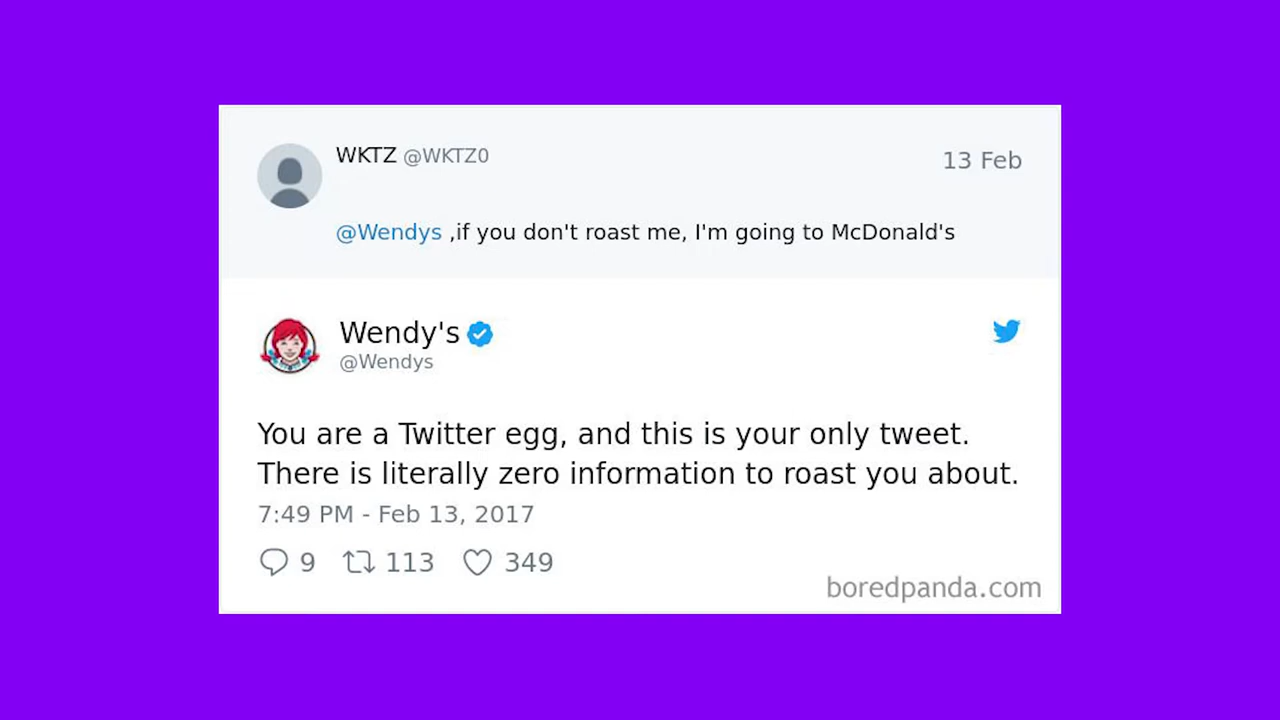 WKTZ @WKTZ0
13 Feb
@Wendys ,if you don't roast me, I'm going to McDonald's
Wendy's
@Wendys
You are a Twitter egg, and this is your only tweet.
There is literally zero information to roast you about.
7:49 PM - Feb 13, 2017
9 113 349
boredpanda.com